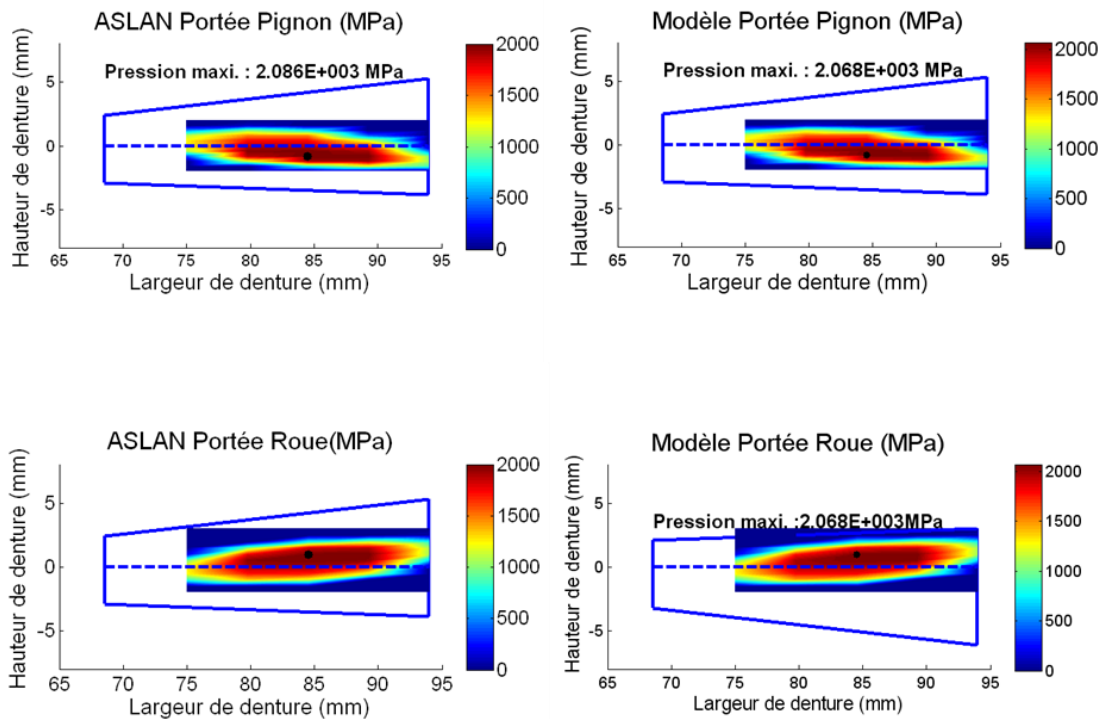 ASLAN Portée Pignon (MPa)
Hauteur de denture (mm)
5
0
-5
Pression maxi. : 2.086E+003 MPa
65 70 75 80 85 90 95
Largeur de denture (mm)
2000
1500
1000
500
0
Modèle Portée Pignon (MPa)
Hauteur de denture (mm)
5
0
-5
Pression maxi. : 2.068E+003 MPa
65 70 75 80 85 90 95
Largeur de denture (mm)
2000
1500
1000
500
0
ASLAN Portée Roue(MPa)
Hauteur de denture (mm)
5
0
-5
65 70 75 80 85 90 95
Largeur de denture (mm)
2000
1500
1000
500
0
Modèle Portée Roue (MPa)
Hauteur de denture (mm)
5
0
-5
Pression maxi. :2.068E+003MPa
65 70 75 80 85 90 95
Largeur de denture (mm)
2000
1500
1000
500
0